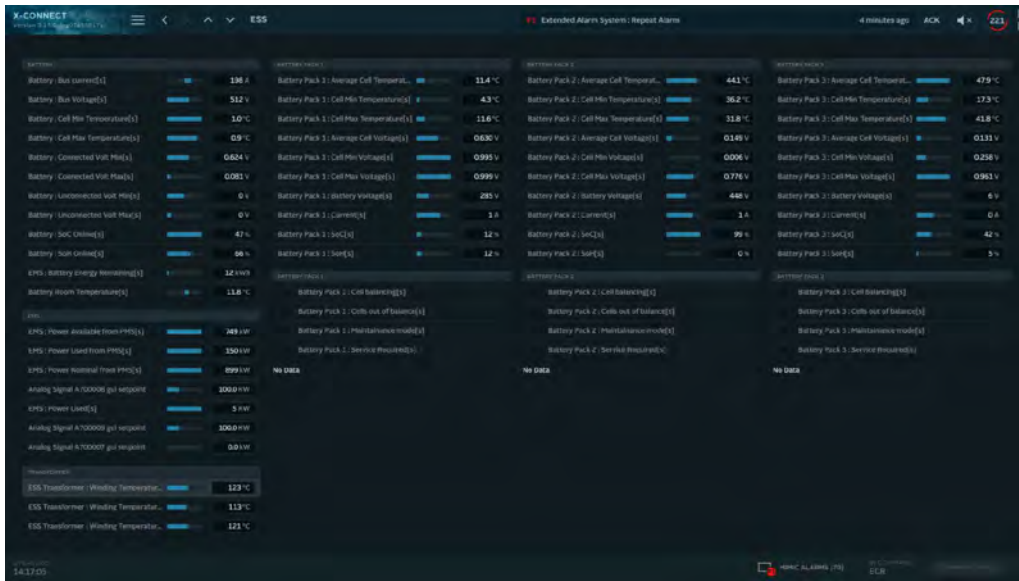 X-CONNECT
ESS
Extended Alarm System : Repeat Alarm
4 minutes ago
ACK
221
BATTERY
Battery : Bus current[s] 198 A
Battery : Bus Voltage[s] 512 V
Battery : Cell Min Temperature[s] 1.0 °C
Battery : Cell Max Temperature[s] 0.9 °C
Battery : Connected Volt Min[s] 0.624 V
Battery : Connected Volt Max[s] 0.081 V
Battery : Unconnected Volt Min[s] 0 V
Battery : Unconnected Volt Max[s] 0 V
Battery : SoC Online[s] 47 %
Battery : SoH Online[s] 66 %
EMS : Battery Energy Remaining[s] 12 kWh
Battery Room Temperature[s] 11.8 °C
EMS
EMS : Power Available from PMS[s] 749 kW
EMS : Power Used from PMS[s] 150 kW
EMS : Power Nominal from PMS[s] 899 kW
Analog Signal A700008 gui setpoint 100.0 kW
EMS : Power Used[s] 5 kW
Analog Signal A700009 gui setpoint 100.0 kW
Analog Signal A700007 gui setpoint 0.0 kW
TRANSFORMER
ESS Transformer : Winding Temperatur... 123 °C
ESS Transformer : Winding Temperatur... 113 °C
ESS Transformer : Winding Temperatur... 121 °C
BATTERY PACK 1
Battery Pack 1 : Average Cell Temperat... 11.4 °C
Battery Pack 1 : Cell Min Temperature[s] 4.3 °C
Battery Pack 1 : Cell Max Temperature[s] 11.6 °C
Battery Pack 1 : Average Cell Voltage[s] 0.630 V
Battery Pack 1 : Cell Min Voltage[s] 0.995 V
Battery Pack 1 : Cell Max Voltage[s] 0.999 V
Battery Pack 1 : Battery Voltage[s] 285 V
Battery Pack 1 : Current[s] 1 A
Battery Pack 1 : SoC[s] 12 %
Battery Pack 1 : SoH[s] 12 %
BATTERY PACK 1
Battery Pack 1 : Cell balancing[s]
Battery Pack 1 : Cells out of balance[s]
Battery Pack 1 : Maintainance mode[s]
Battery Pack 1 : Service Required[s]
No Data
BATTERY PACK 2
Battery Pack 2 : Average Cell Temperat... 44.1 °C
Battery Pack 2 : Cell Min Temperature[s] 36.2 °C
Battery Pack 2 : Cell Max Temperature[s] 31.8 °C
Battery Pack 2 : Average Cell Voltage[s] 0.149 V
Battery Pack 2 : Cell Min Voltage[s] 0.006 V
Battery Pack 2 : Cell Max Voltage[s] 0.776 V
Battery Pack 2 : Battery Voltage[s] 448 V
Battery Pack 2 : Current[s] 1 A
Battery Pack 2 : SoC[s] 99 %
Battery Pack 2 : SoH[s] 0 %
BATTERY PACK 2
Battery Pack 2 : Cell balancing[s]
Battery Pack 2 : Cells out of balance[s]
Battery Pack 2 : Maintainance mode[s]
Battery Pack 2 : Service Required[s]
No Data
BATTERY PACK 3
Battery Pack 3 : Average Cell Temperat... 47.9 °C
Battery Pack 3 : Cell Min Temperature[s] 17.3 °C
Battery Pack 3 : Cell Max Temperature[s] 41.8 °C
Battery Pack 3 : Average Cell Voltage[s] 0.131 V
Battery Pack 3 : Cell Min Voltage[s] 0.258 V
Battery Pack 3 : Cell Max Voltage[s] 0.961 V
Battery Pack 3 : Battery Voltage[s] 6 V
Battery Pack 3 : Current[s] 0 A
Battery Pack 3 : SoC[s] 42 %
Battery Pack 3 : SoH[s] 5 %
BATTERY PACK 3
Battery Pack 3 : Cell balancing[s]
Battery Pack 3 : Cells out of balance[s]
Battery Pack 3 : Maintainance mode[s]
Battery Pack 3 : Service Required[s]
No Data
14:17:05
MIMIC ALARMS
IN COMMAND
ECR